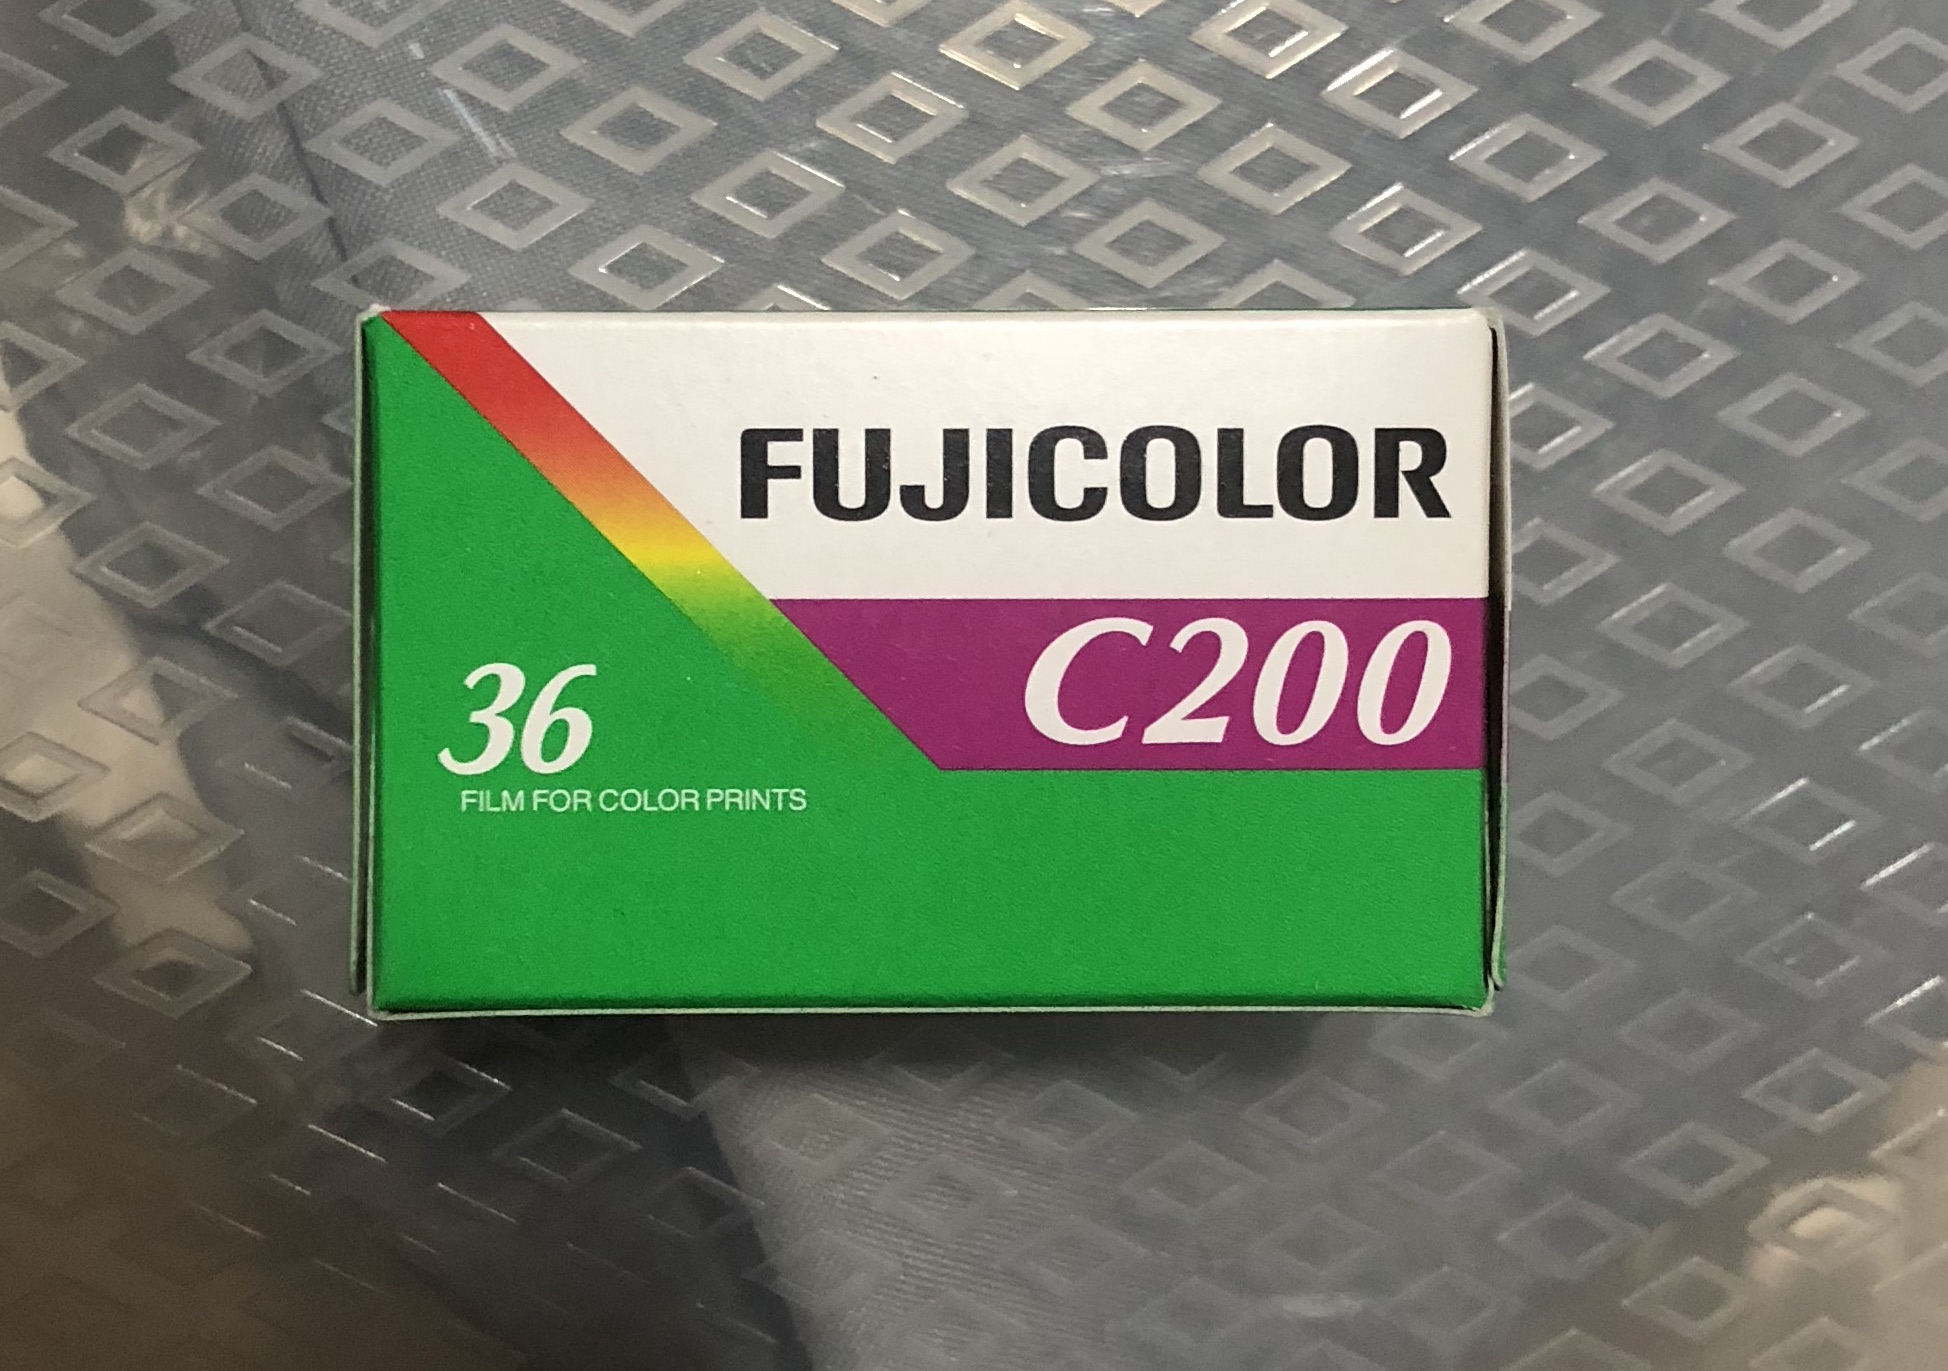 FUJICOLOR
C200
36
FILM FOR COLOR PRINTS